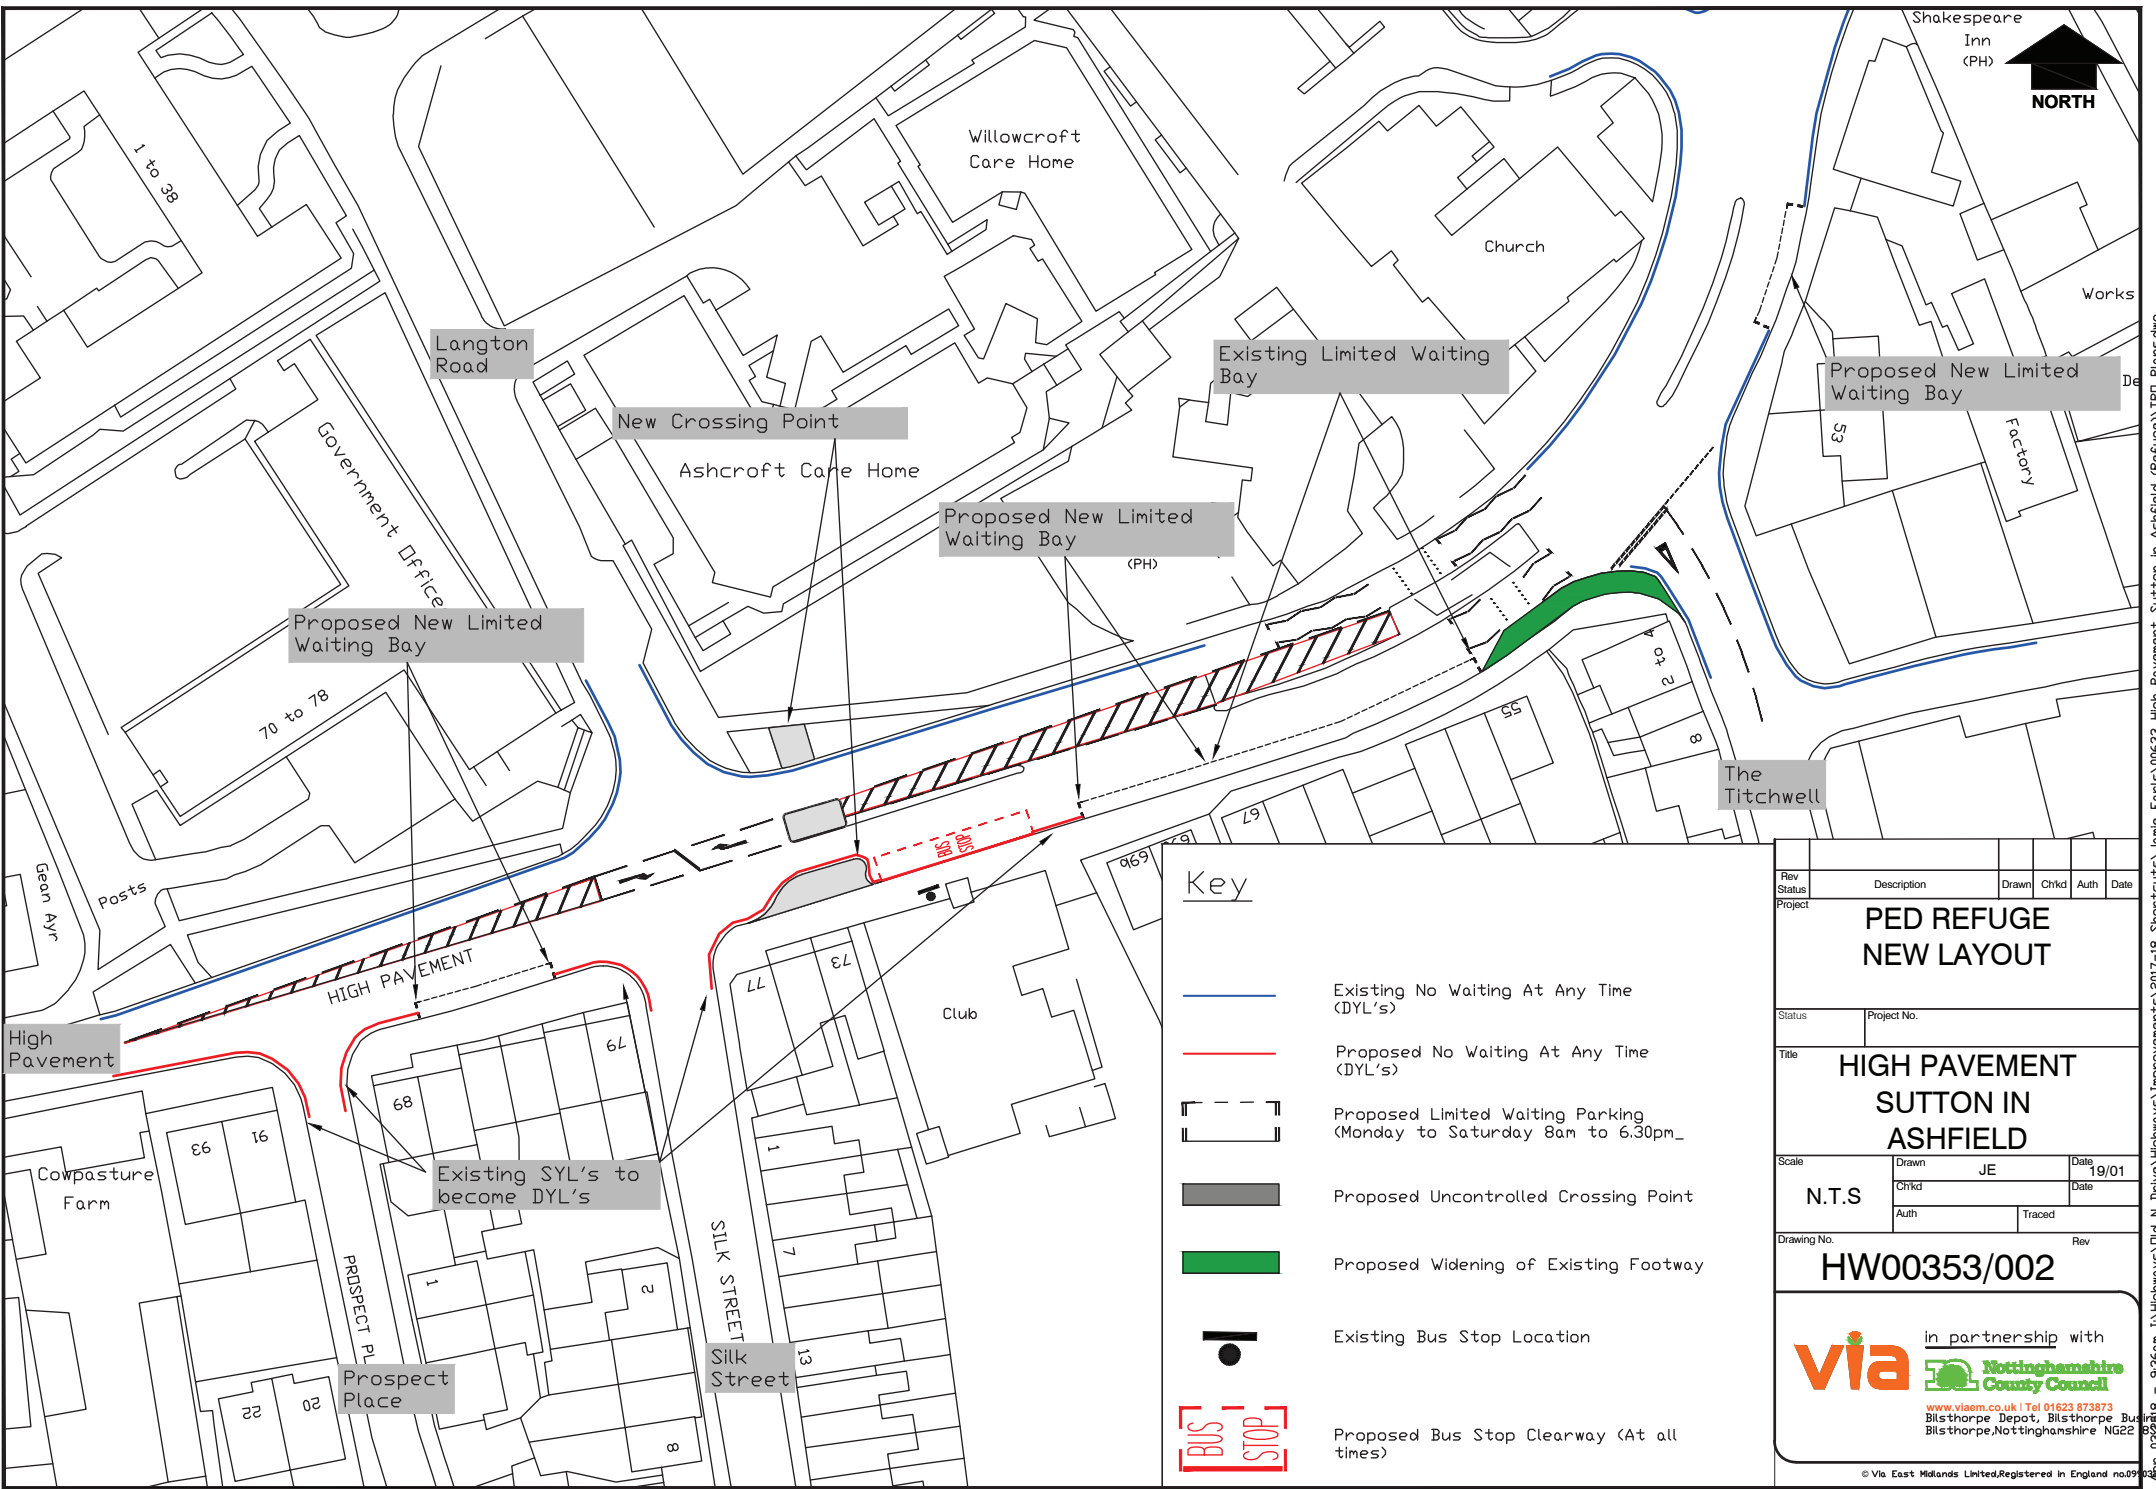 Shakespeare
Inn
(PH)
NORTH
1 to 38
Willowcroft
Care Home
Church
Works
Langton
Road
Existing Limited Waiting
Bay
Proposed New Limited
Waiting Bay
De
53
Factory
New Crossing Point
Ashcroft Care Home
Government Office
Proposed New Limited
Waiting Bay
(PH)
Proposed New Limited
Waiting Bay
70 to 78
2 to 4
8
55
The
Titchwell
67
69b
Gean Ayr
Posts
BUS
STOP
HIGH PAVEMENT
High
Pavement
73
77
79
Club
89
91
93
Cowpasture
Farm
Existing SYL's to
become DYL's
1
7
13
SILK STREET
Silk
Street
PROSPECT PL
Prospect
Place
1
2
8
20
22
Key
Existing No Waiting At Any Time
(DYL's)
Proposed No Waiting At Any Time
(DYL's)
Proposed Limited Waiting Parking
(Monday to Saturday 8am to 6.30pm_
Proposed Uncontrolled Crossing Point
Proposed Widening of Existing Footway
Existing Bus Stop Location
BUS
STOP
Proposed Bus Stop Clearway (At all
times)
Rev
Status
Description
Drawn
Ch'kd
Auth
Date
Project
PED REFUGE
NEW LAYOUT
Status
Project No.
Title
HIGH PAVEMENT
SUTTON IN
ASHFIELD
Scale
N.T.S
Drawn
JE
Date
19/01
Ch'kd
Date
Auth
Traced
Drawing No.
Rev
HW00353/002
via
in partnership with
Nottinghamshire
County Council
www.viaem.co.uk | Tel 01623 873873
Bilsthorpe Depot, Bilsthorpe
Bilsthorpe,Nottinghamshire NG22
© Via East Midlands Limited,Registered in England